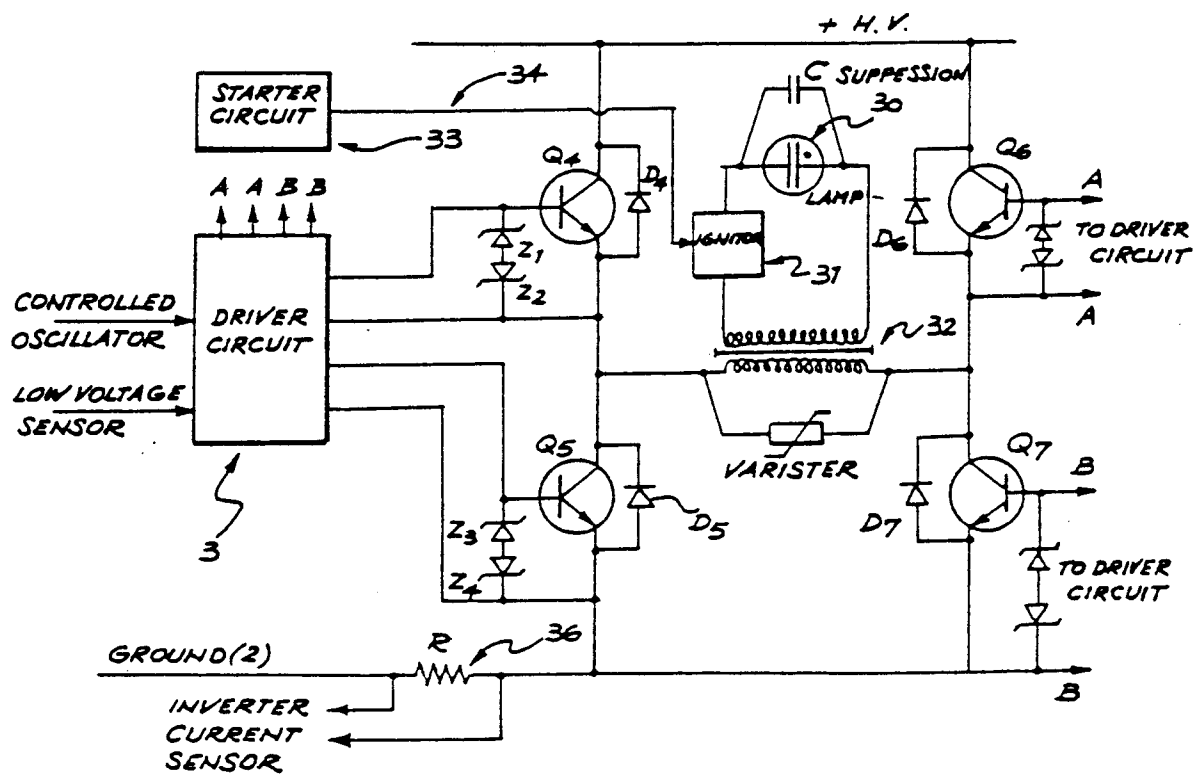 + H.V.
STARTER
CIRCUIT
34
33
C SUPPESSION
30
Q4
D4
Q6
A A B B
LAMP
A
Z1
IGNITOR
D6
TO DRIVER
CIRCUIT
Z2
31
CONTROLLED
OSCILLATOR
DRIVER
CIRCUIT
32
A
LOW VOLTAGE
SENSOR
Q5
VARISTER
Q7
B
3
Z3
D5
D7
Z4
TO DRIVER
CIRCUIT
GROUND(2)
R
36
B
INVERTER
CURRENT
SENSOR